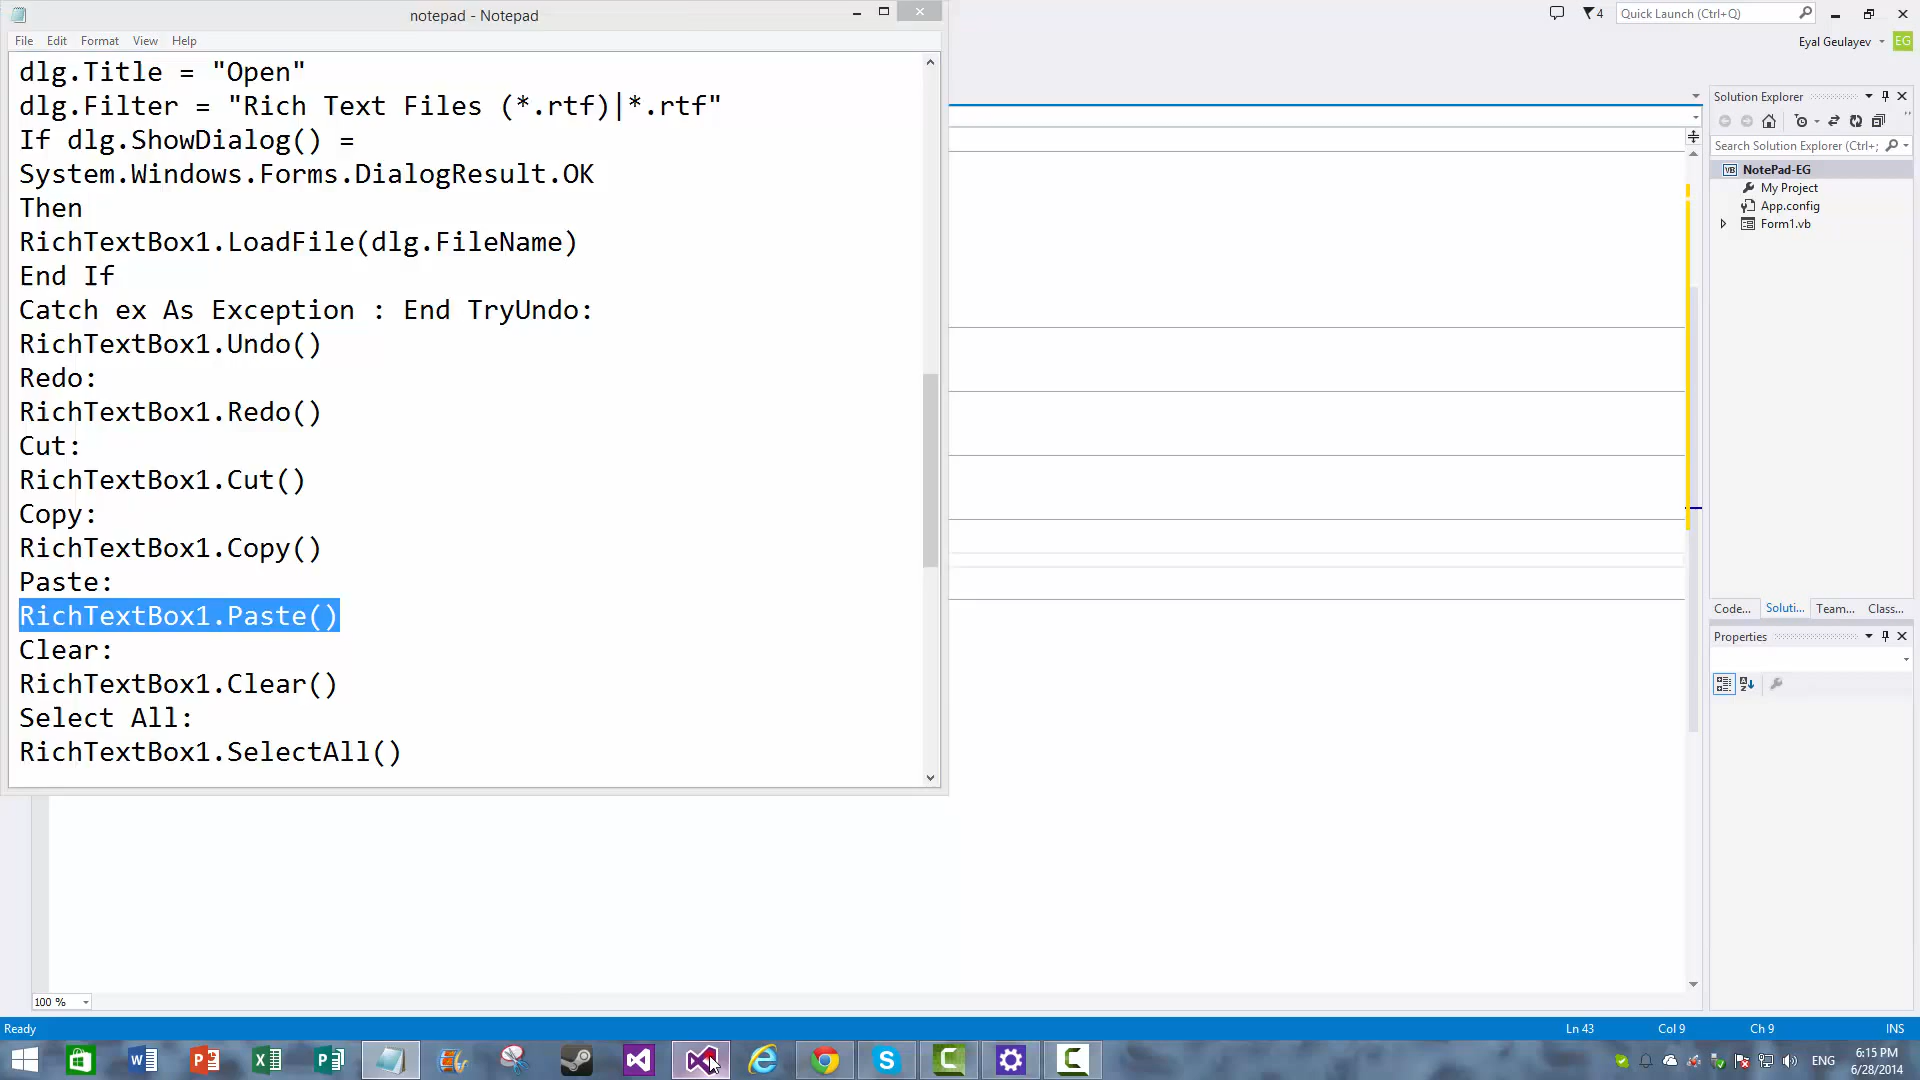 notepad - Notepad
4
Quick Launch (Ctrl+Q)
File Edit Format View Help
Eyal Geulayev
EG
dlg.Title = "Open"
dlg.Filter = "Rich Text Files (*.rtf)|*.rtf"
If dlg.ShowDialog() =
System.Windows.Forms.DialogResult.OK
Then
RichTextBox1.LoadFile(dlg.FileName)
End If
Catch ex As Exception : End TryUndo:
RichTextBox1.Undo()
Redo:
RichTextBox1.Redo()
Cut:
RichTextBox1.Cut()
Copy:
RichTextBox1.Copy()
Paste:
RichTextBox1.Paste()
Clear:
RichTextBox1.Clear()
Select All:
RichTextBox1.SelectAll()
Solution Explorer
Search Solution Explorer (Ctrl+;
VB NotePad-EG
My Project
App.config
Form1.vb
Code... Soluti... Team... Class...
Properties
100 %
Ready
Ln 43 Col 9 Ch 9 INS
ENG
6:15 PM
6/28/2014